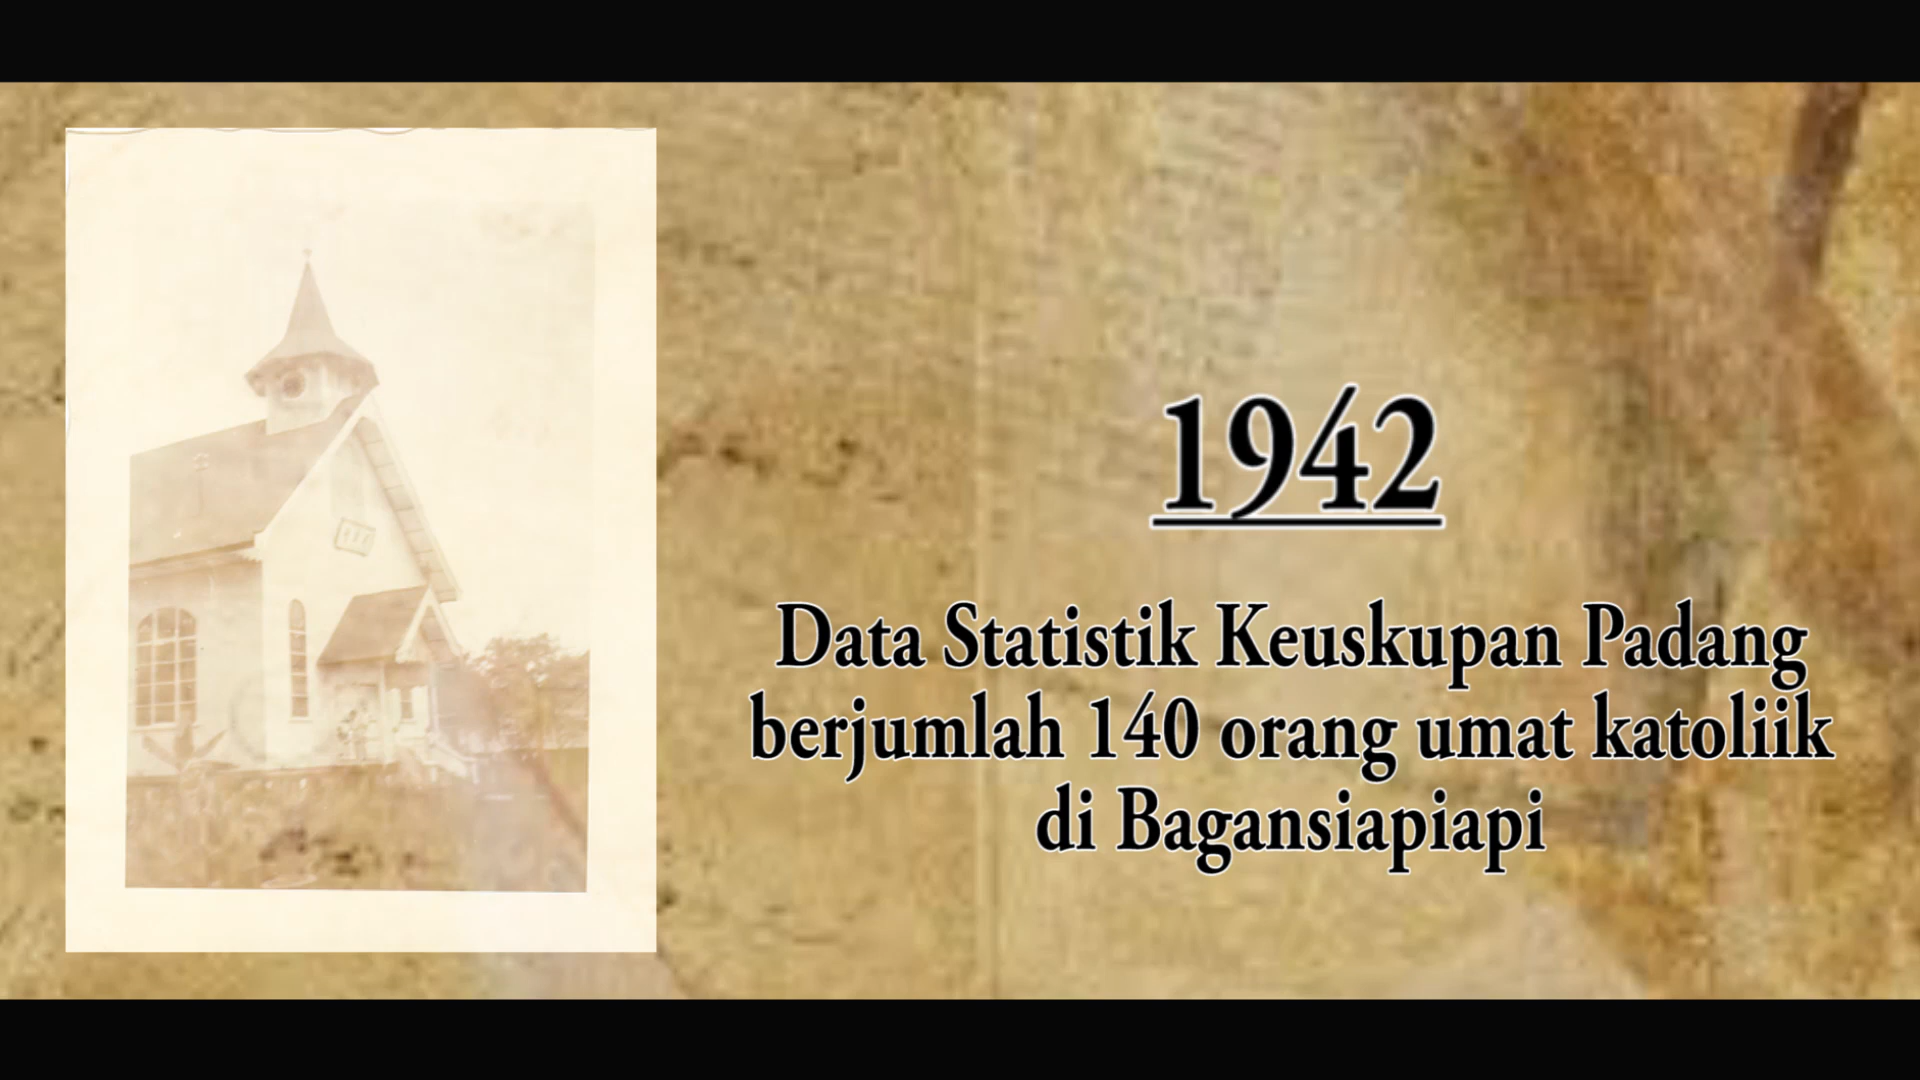 1942
Data Statistik Keuskupan Padang
berjumlah 140 orang umat katoliik
di Bagansiapiapi